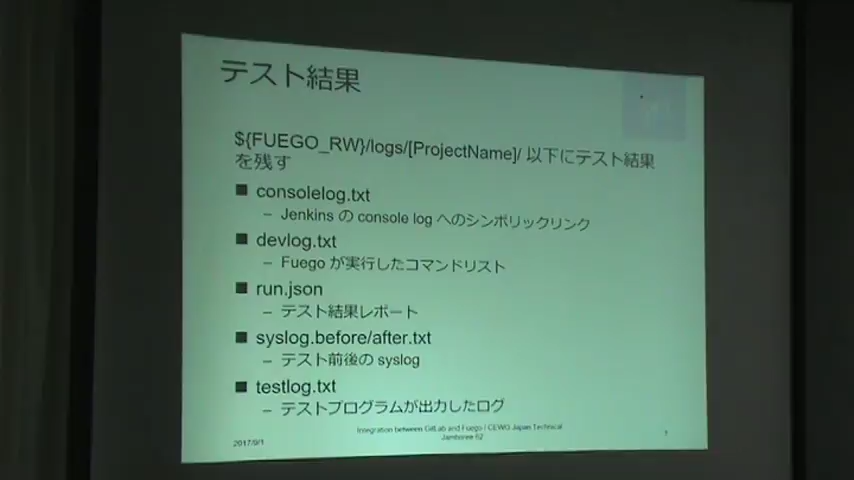 テスト結果
${FUEGO_RW}/logs/[ProjectName]/ 以下にテスト結果
を残す
■ consolelog.txt
– Jenkins の console log へのシンボリックリンク
■ devlog.txt
– Fuego が実行したコマンドリスト
■ run.json
– テスト結果レポート
■ syslog.before/after.txt
– テスト前後の syslog
■ testlog.txt
– テストプログラムが出力したログ
2017/9/1
Integration between GitLab and Fuego / CEWG Japan Technical
Jamboree 62